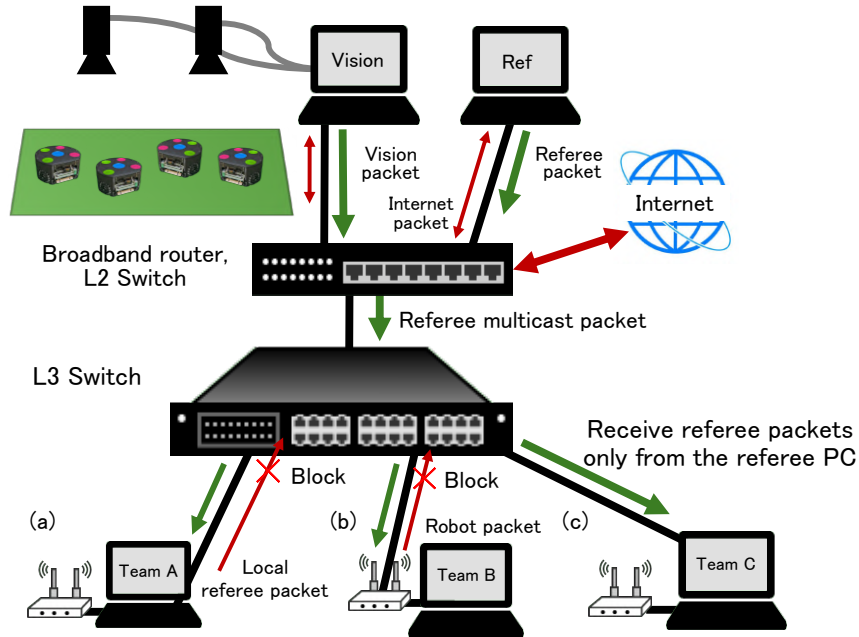 Vision
Ref
Vision
packet
Referee
packet
Internet
packet
Internet
Broadband router,
L2 Switch
Referee multicast packet
L3 Switch
Receive referee packets
only from the referee PC
Block
Block
(a)
(b)
(c)
Robot packet
Local
referee packet
Team A
Team B
Team C